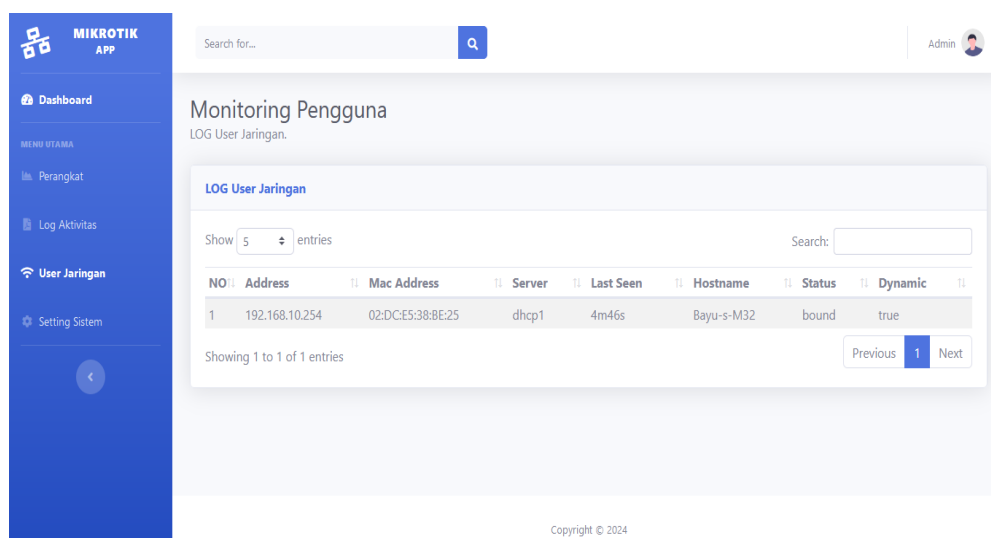 MIKROTIK
APP
Search for...
Admin
Dashboard
MENU UTAMA
Perangkat
Log Aktivitas
User Jaringan
Setting Sistem
Monitoring Pengguna
LOG User Jaringan.
LOG User Jaringan
Show 5 entries
Search:
NO Address Mac Address Server Last Seen Hostname Status Dynamic
1 192.168.10.254 02:DC:E5:38:BE:25 dhcp1 4m46s Bayu-s-M32 bound true
Showing 1 to 1 of 1 entries
Previous 1 Next
Copyright © 2024